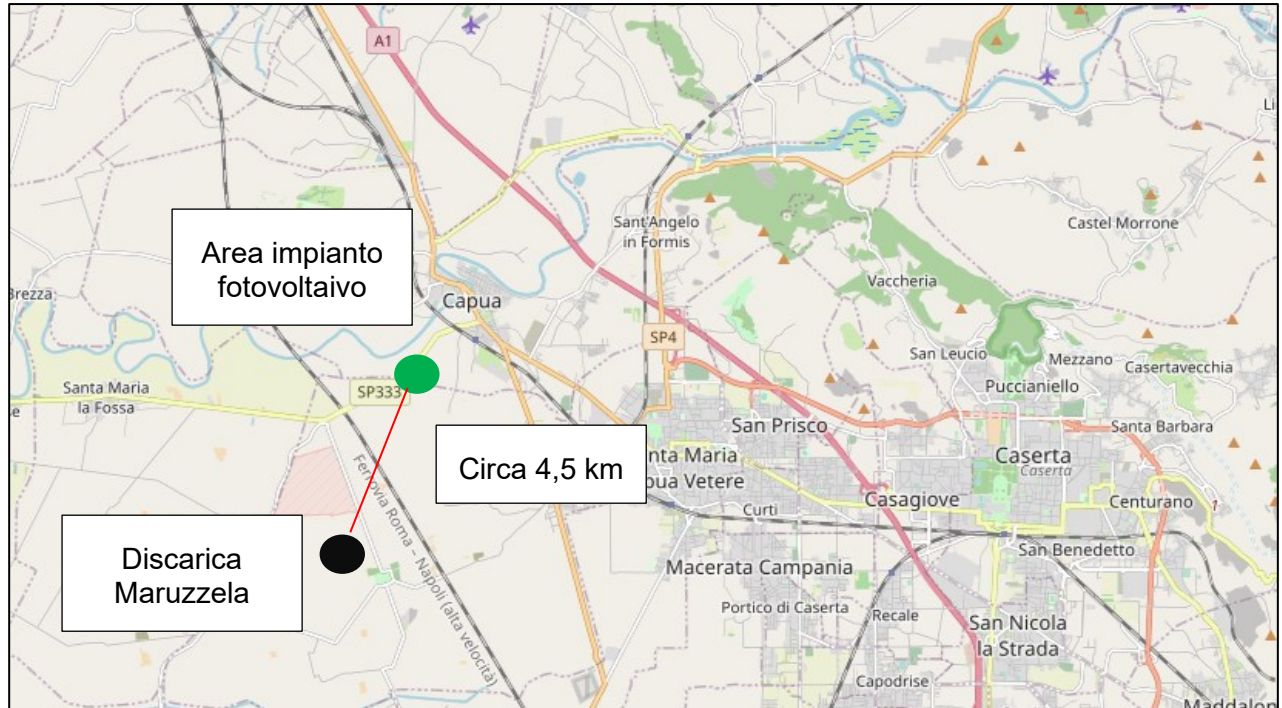 A1
Sant'Angelo
in Formis
Castel Morrone
Area impianto
fotovoltaivo
Vaccheria
Brezza
Capua
SP4
San Leucio
Mezzano
Casertavecchia
Puccianiello
Santa Maria
la Fossa
SP333
San Prisco
Santa Barbara
Circa 4,5 km
nta Maria
pua Vetere
Caserta
Caserta
Casagiove
Centurano
1
Ferrovia Roma – Napoli (alta velocità)
Curti
San Benedetto
Discarica
Maruzzela
Macerata Campania
Portico di Caserta
Recale
San Nicola
la Strada
Capodrise
Maddalon